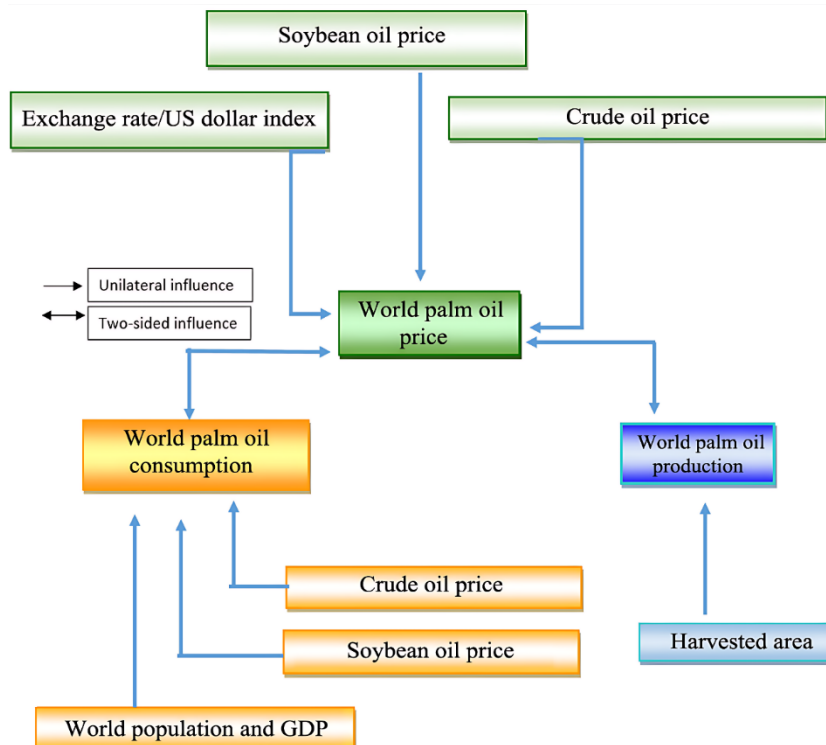 Soybean oil price
Exchange rate/US dollar index
Crude oil price
Unilateral influence
Two-sided influence
World palm oil
price
World palm oil
consumption
World palm oil
production
Crude oil price
Soybean oil price
Harvested area
World population and GDP